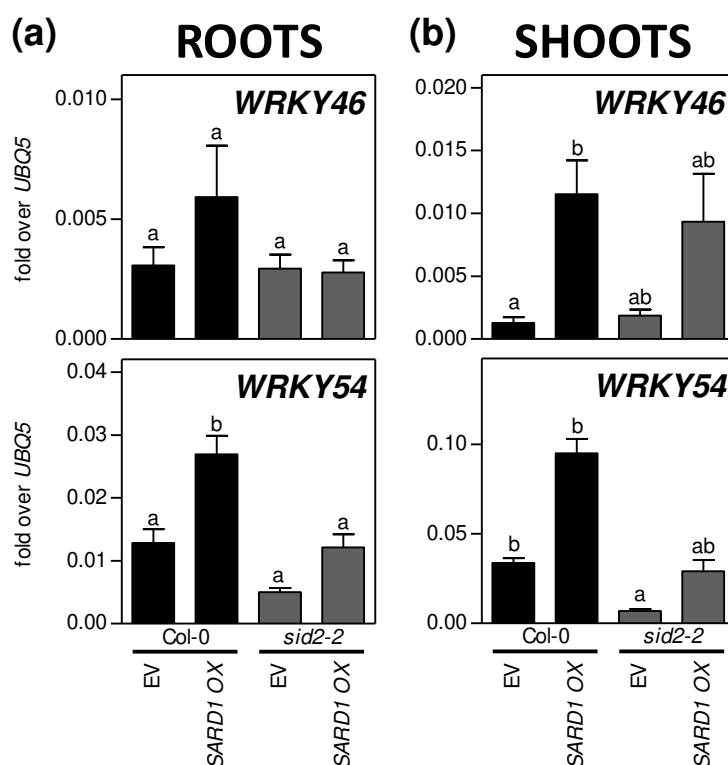 (a) ROOTS
(b) SHOOTS
fold over UBQ5
0.010
0.005
0.000
WRKY46
a
a
a
a
0.020
0.015
0.010
0.005
0.000
WRKY46
a
b
ab
ab
fold over UBQ5
0.04
0.03
0.02
0.01
0.00
WRKY54
a
b
a
a
0.10
0.05
0.00
WRKY54
b
b
a
ab
Col-0
sid2-2
EV
SARD1 OX
EV
SARD1 OX
Col-0
sid2-2
EV
SARD1 OX
EV
SARD1 OX